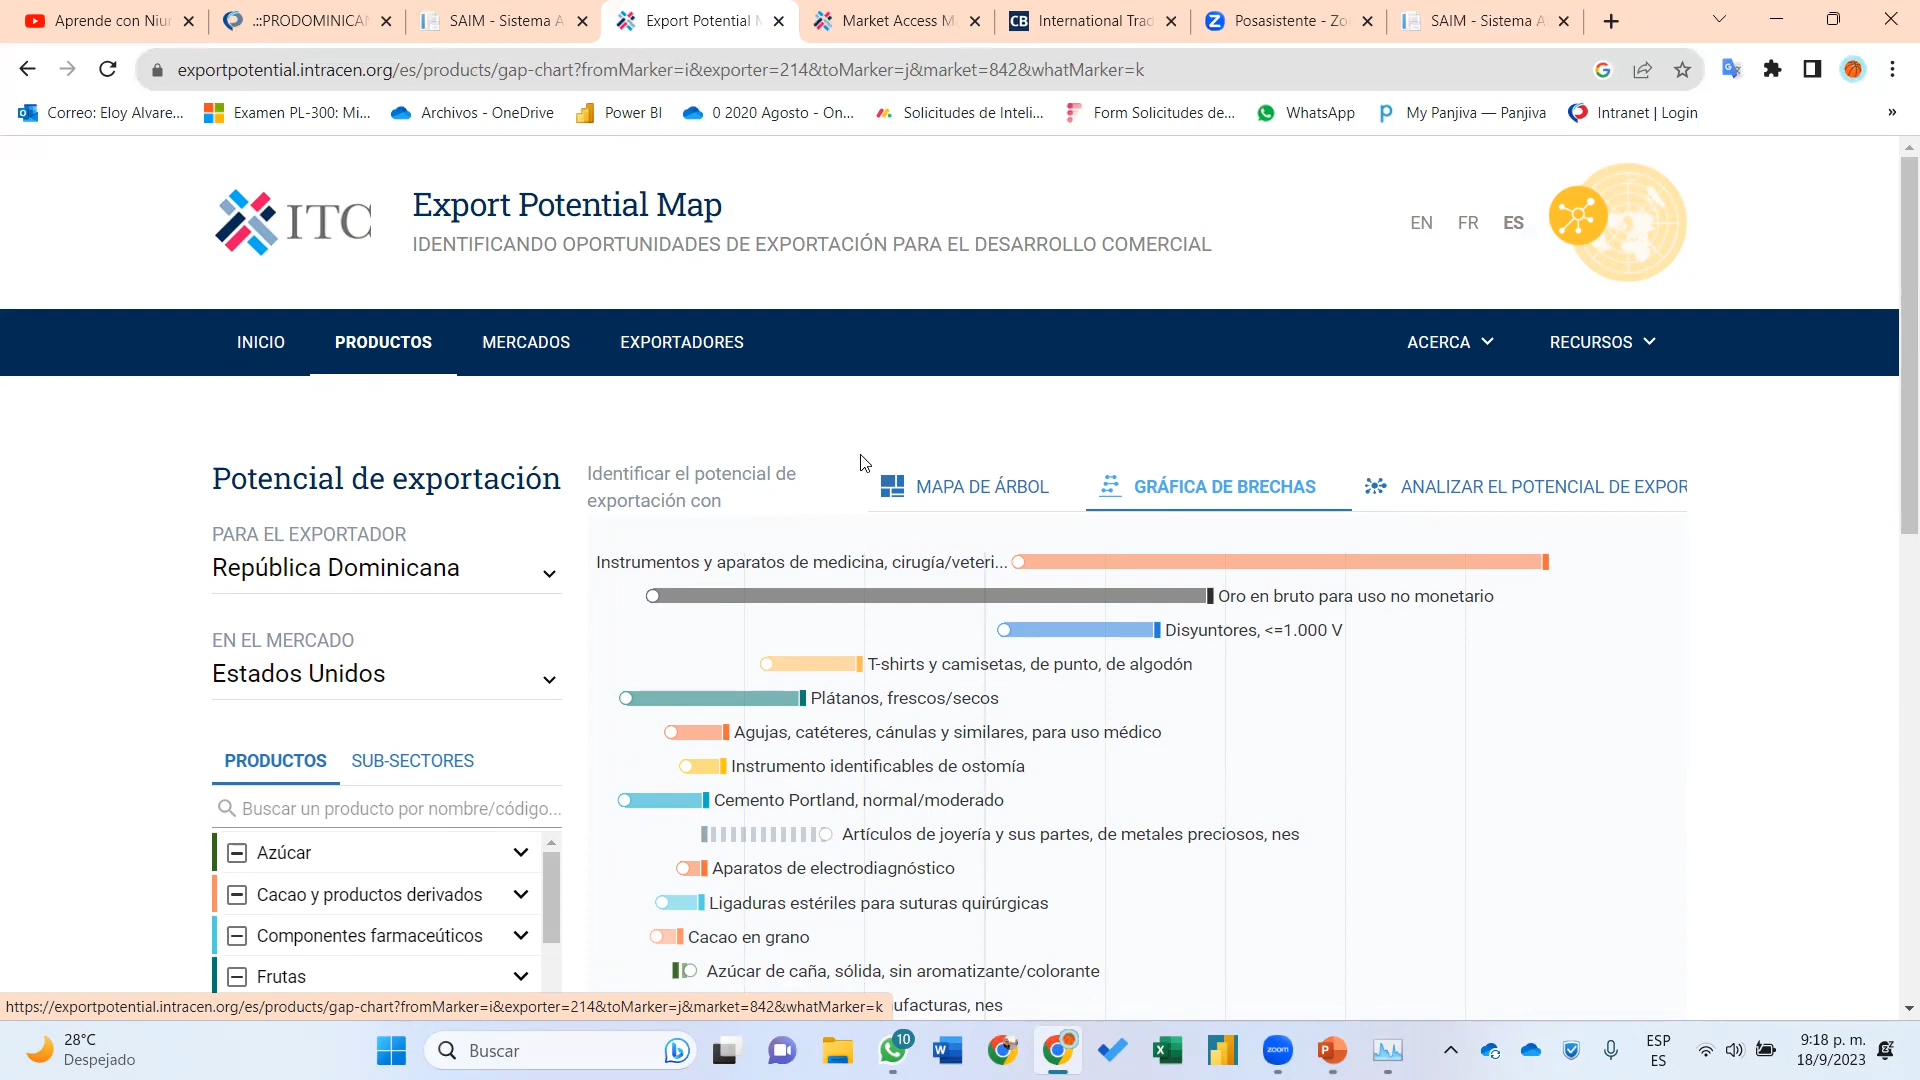 Aprende con Niur
.::PRODOMINICAN
SAIM - Sistema A
Export Potential M
Market Access M
International Trad
Posasistente - Zo
SAIM - Sistema A
exportpotential.intracen.org/es/products/gap-chart?fromMarker=i&exporter=214&toMarker=j&market=842&whatMarker=k
Correo: Eloy Alvare...
Examen PL-300: Mi...
Archivos - OneDrive
Power BI
0 2020 Agosto - On...
Solicitudes de Inteli...
Form Solicitudes de...
WhatsApp
My Panjiva — Panjiva
Intranet | Login
»
ITC
Export Potential Map
IDENTIFICANDO OPORTUNIDADES DE EXPORTACIÓN PARA EL DESARROLLO COMERCIAL
EN FR ES
INICIO
PRODUCTOS
MERCADOS
EXPORTADORES
ACERCA
RECURSOS
Potencial de exportación
PARA EL EXPORTADOR
República Dominicana
EN EL MERCADO
Estados Unidos
PRODUCTOS
SUB-SECTORES
Buscar un producto por nombre/código...
Azúcar
Cacao y productos derivados
Componentes farmaceúticos
Frutas
Identificar el potencial de
exportación con
MAPA DE ÁRBOL
GRÁFICA DE BRECHAS
ANALIZAR EL POTENCIAL DE EXPOR
Instrumentos y aparatos de medicina, cirugía/veteri...
Oro en bruto para uso no monetario
Disyuntores, <=1.000 V
T-shirts y camisetas, de punto, de algodón
Plátanos, frescos/secos
Agujas, catéteres, cánulas y similares, para uso médico
Instrumento identificables de ostomía
Cemento Portland, normal/moderado
Artículos de joyería y sus partes, de metales preciosos, nes
Aparatos de electrodiagnóstico
Ligaduras estériles para suturas quirúrgicas
Cacao en grano
Azúcar de caña, sólida, sin aromatizante/colorante
ufacturas, nes
https://exportpotential.intracen.org/es/products/gap-chart?fromMarker=i&exporter=214&toMarker=j&market=842&whatMarker=k
28°C
Despejado
Buscar
10
zoom
ESP
ES
9:18 p. m.
18/9/2023